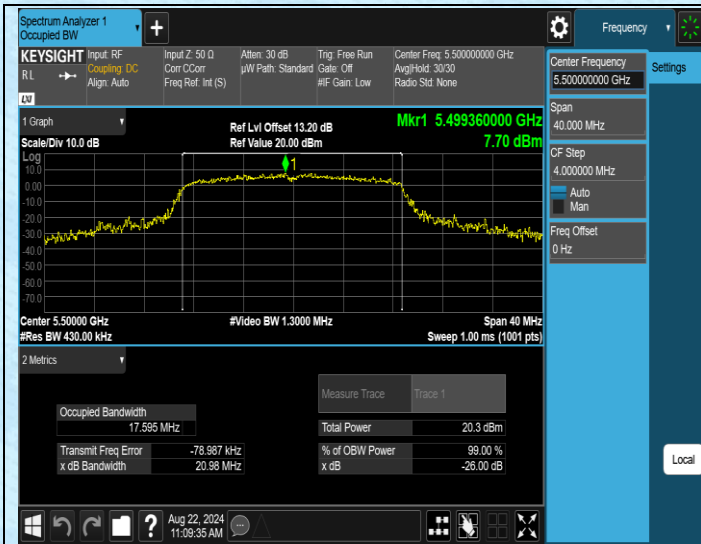 Spectrum Analyzer 1
Occupied BW
Frequency
KEYSIGHT
R L
LXI
Input: RF
Coupling: DC
Align: Auto
Input Z: 50 Ω
Corr CCorr
Freq Ref: Int (S)
Atten: 30 dB
µW Path: Standard
Trig: Free Run
Gate: Off
#IF Gain: Low
Center Freq: 5.500000000 GHz
Avg|Hold: 30/30
Radio Std: None
Center Frequency
5.500000000 GHz
Settings
Span
40.000 MHz
CF Step
4.000000 MHz
Auto
Man
Freq Offset
0 Hz
Local
1 Graph
Scale/Div 10.0 dB
Ref Lvl Offset 13.20 dB
Ref Value 20.00 dBm
Mkr1 5.499360000 GHz
7.70 dBm
Log
1
10.0
0.00
-10.0
-20.0
-30.0
-40.0
-50.0
-60.0
-70.0
Center 5.50000 GHz
#Video BW 1.3000 MHz
Span 40 MHz
#Res BW 430.00 kHz
Sweep 1.00 ms (1001 pts)
2 Metrics
Measure Trace
Trace 1
Occupied Bandwidth
17.595 MHz
Total Power
20.3 dBm
Transmit Freq Error
-78.987 kHz
% of OBW Power
99.00 %
x dB Bandwidth
20.98 MHz
x dB
-26.00 dB
?
Aug 22, 2024
11:09:35 AM